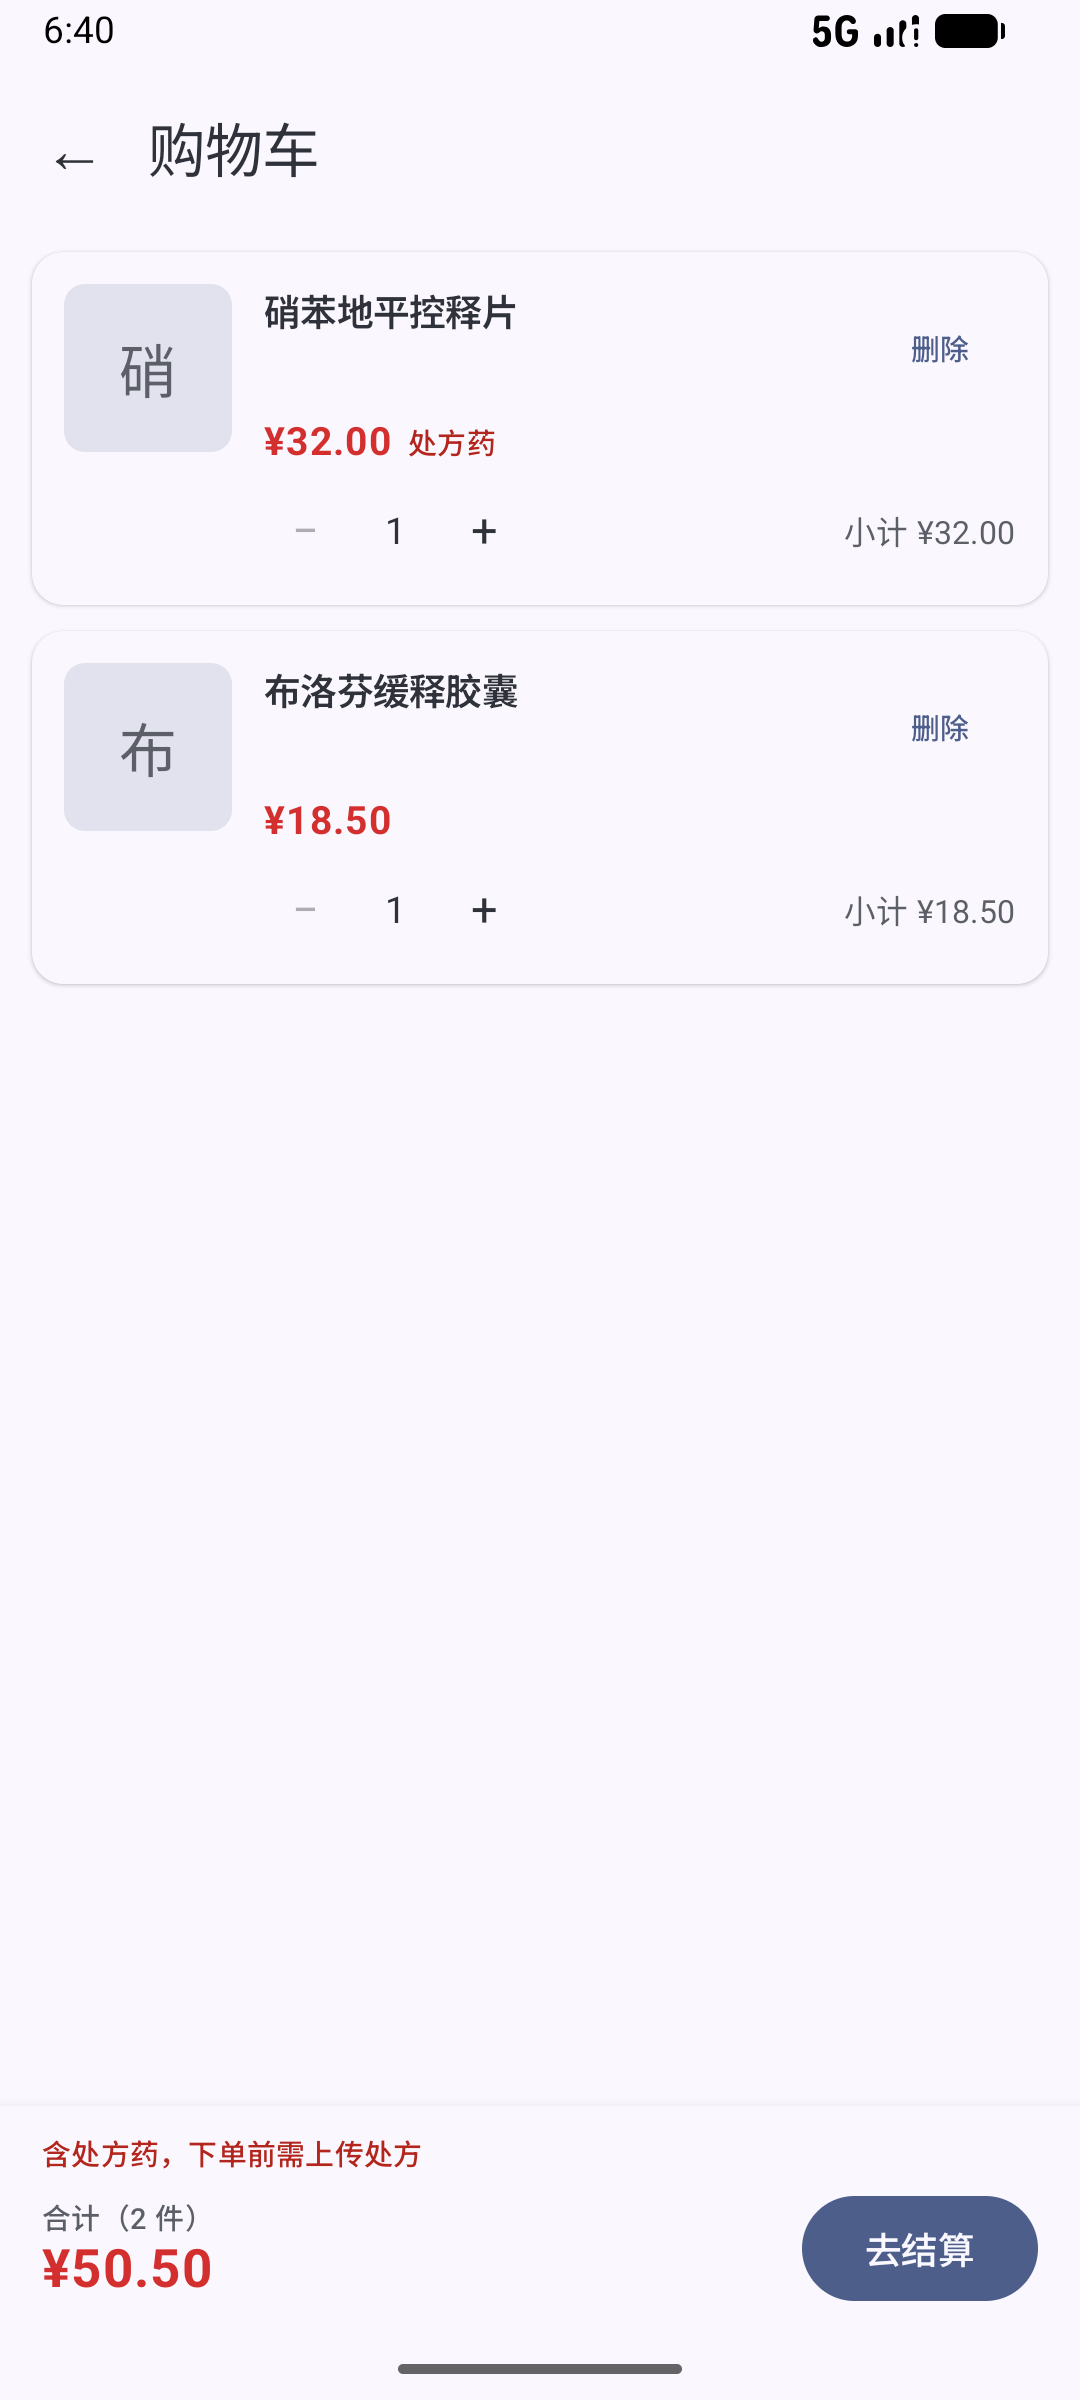 6:40
5G
← 购物车
硝
硝苯地平控释片
删除
¥32.00 处方药
− 1 +
小计 ¥32.00
布
布洛芬缓释胶囊
删除
¥18.50
− 1 +
小计 ¥18.50
含处方药，下单前需上传处方
合计（2 件）
¥50.50
去结算